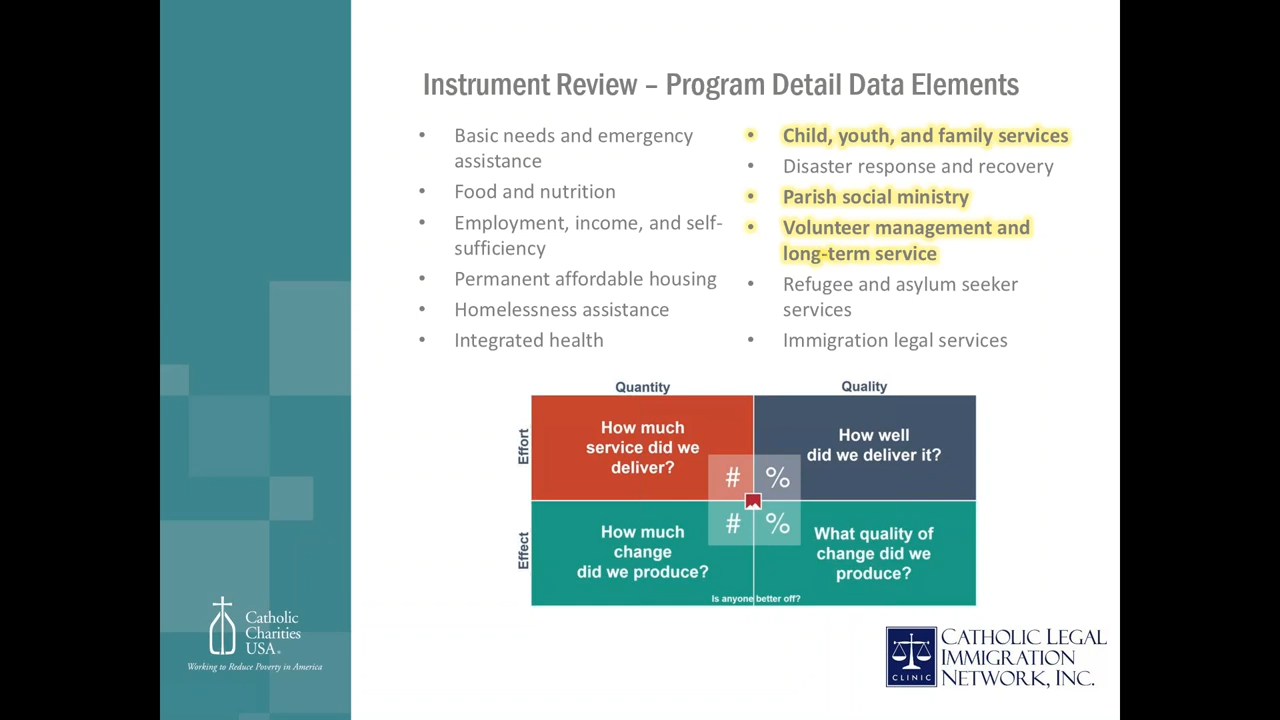 Instrument Review – Program Detail Data Elements
• Basic needs and emergency
assistance
• Food and nutrition
• Employment, income, and self-
sufficiency
• Permanent affordable housing
• Homelessness assistance
• Integrated health
• Child, youth, and family services
• Disaster response and recovery
• Parish social ministry
• Volunteer management and
long-term service
• Refugee and asylum seeker
services
• Immigration legal services
Quantity
Quality
Effort
How much
service did we
deliver?
#
%
How well
did we deliver it?
Effect
How much
change
did we produce?
#
%
What quality of
change did we
produce?
Is anyone better off?
Catholic
Charities
USA®
Working to Reduce Poverty in America
CLINIC
CATHOLIC LEGAL
IMMIGRATION
NETWORK, INC.